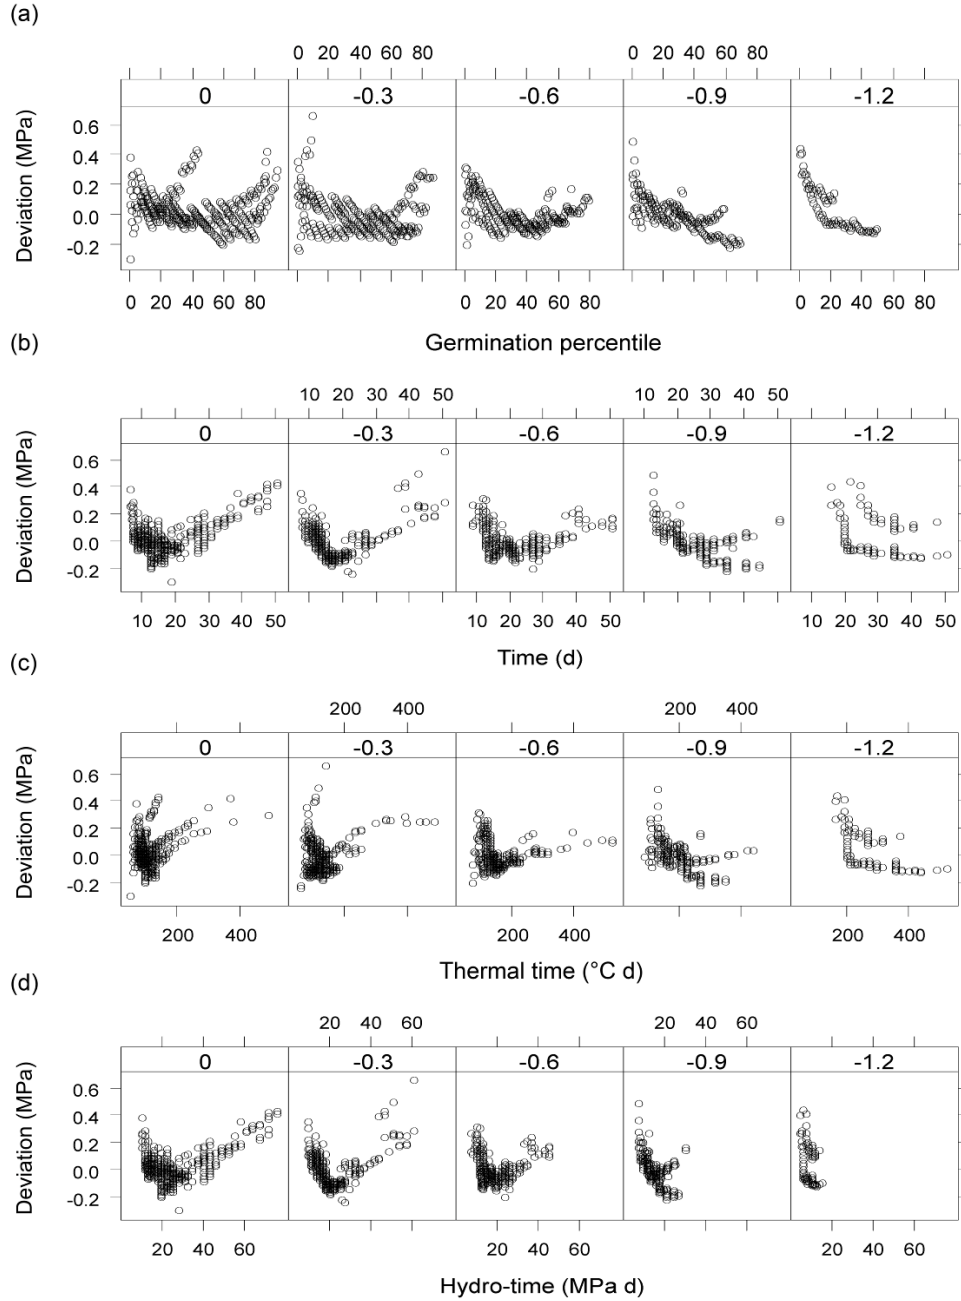 (a)
0 20 40 60 80 0 20 40 60 80
0 -0.3 -0.6 -0.9 -1.2
0.6
0.4
0.2
0.0
-0.2
Deviation (MPa)
0 20 40 60 80 0 20 40 60 80 0 20 40 60 80
Germination percentile
(b)
10 20 30 40 50 10 20 30 40 50
0 -0.3 -0.6 -0.9 -1.2
0.6
0.4
0.2
0.0
-0.2
Deviation (MPa)
10 20 30 40 50 10 20 30 40 50 10 20 30 40 50
Time (d)
(c)
200 400 200 400
0 -0.3 -0.6 -0.9 -1.2
0.6
0.4
0.2
0.0
-0.2
Deviation (MPa)
200 400 200 400 200 400
Thermal time (°C d)
(d)
20 40 60 20 40 60
0 -0.3 -0.6 -0.9 -1.2
0.6
0.4
0.2
0.0
-0.2
Deviation (MPa)
20 40 60 20 40 60 20 40 60
Hydro-time (MPa d)